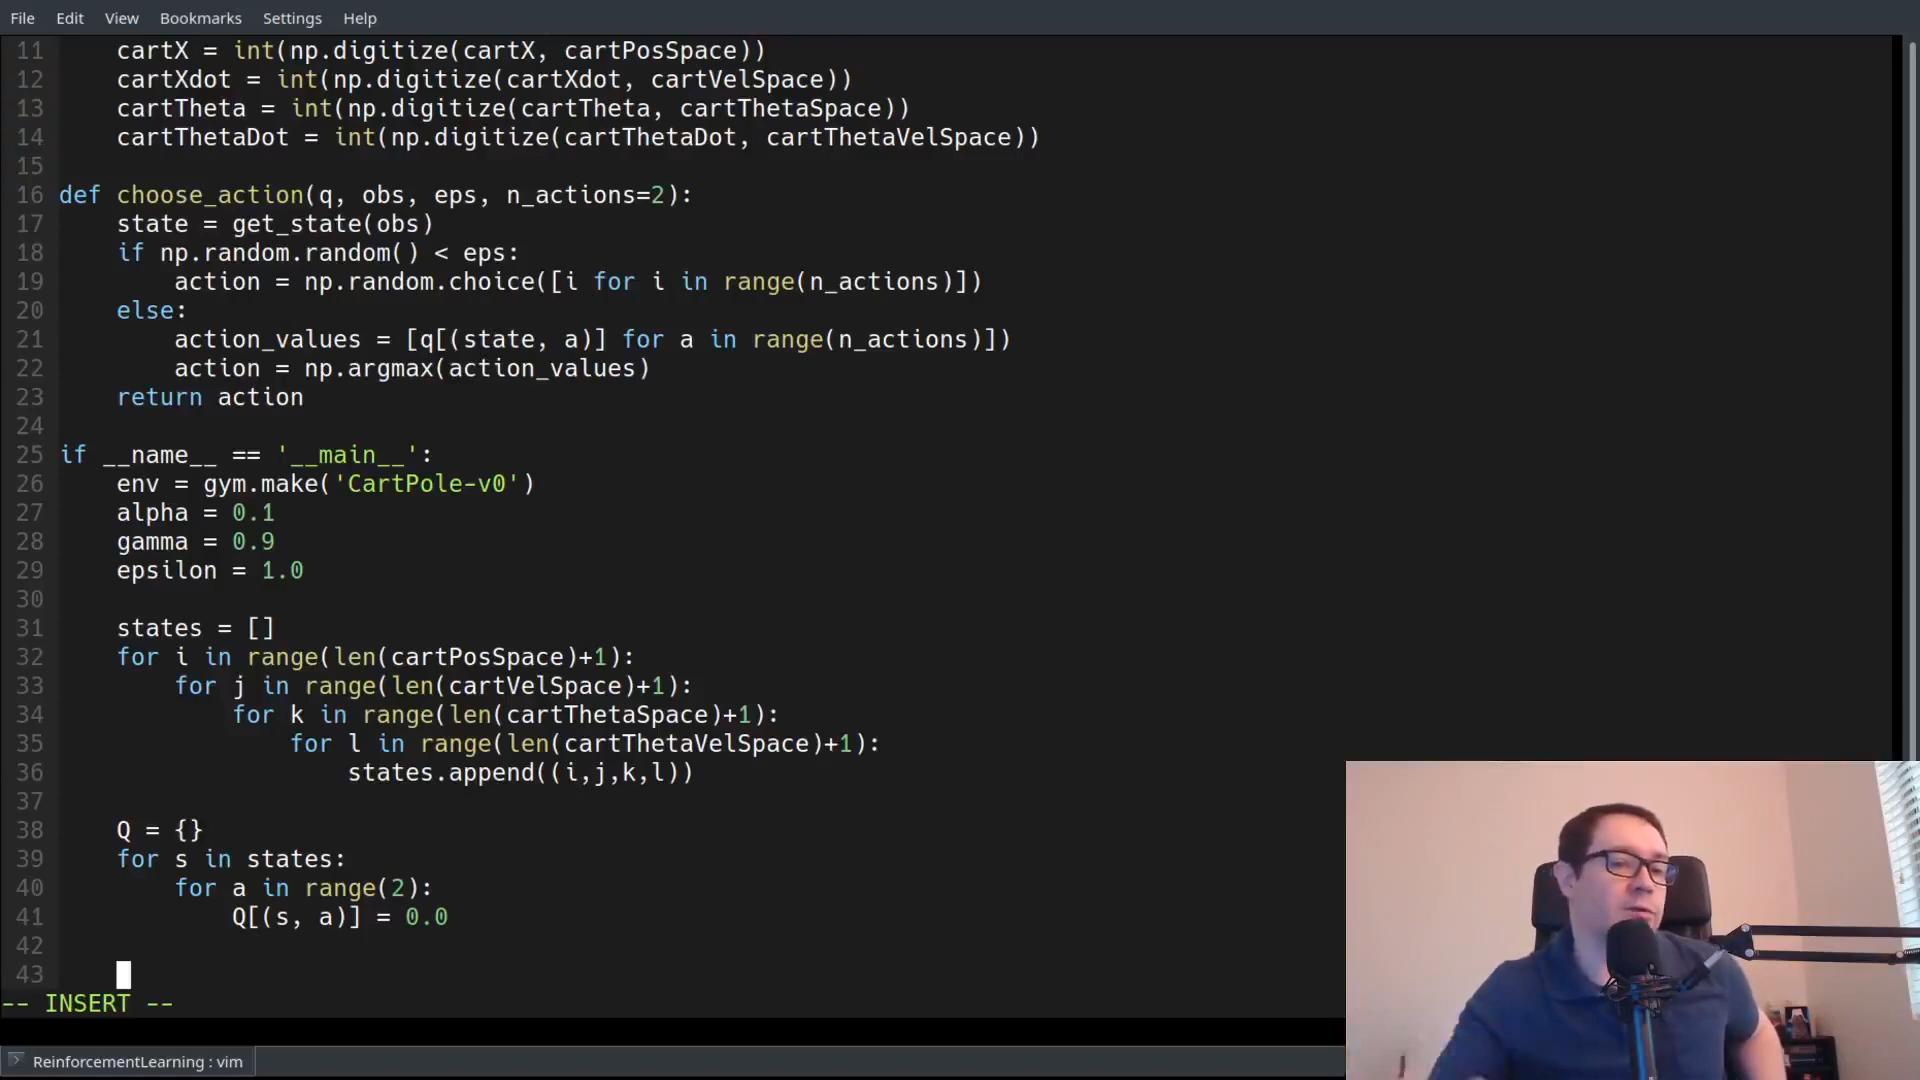 File Edit View Bookmarks Settings Help
11     cartX = int(np.digitize(cartX, cartPosSpace))
12     cartXdot = int(np.digitize(cartXdot, cartVelSpace))
13     cartTheta = int(np.digitize(cartTheta, cartThetaSpace))
14     cartThetaDot = int(np.digitize(cartThetaDot, cartThetaVelSpace))
15
16 def choose_action(q, obs, eps, n_actions=2):
17     state = get_state(obs)
18     if np.random.random() < eps:
19         action = np.random.choice([i for i in range(n_actions)])
20     else:
21         action_values = [q[(state, a)] for a in range(n_actions)])
22         action = np.argmax(action_values)
23     return action
24
25 if __name__ == '__main__':
26     env = gym.make('CartPole-v0')
27     alpha = 0.1
28     gamma = 0.9
29     epsilon = 1.0
30
31     states = []
32     for i in range(len(cartPosSpace)+1):
33         for j in range(len(cartVelSpace)+1):
34             for k in range(len(cartThetaSpace)+1):
35                 for l in range(len(cartThetaVelSpace)+1):
36                     states.append((i,j,k,l))
37
38     Q = {}
39     for s in states:
40         for a in range(2):
41             Q[(s, a)] = 0.0
42
43
-- INSERT --
ReinforcementLearning : vim